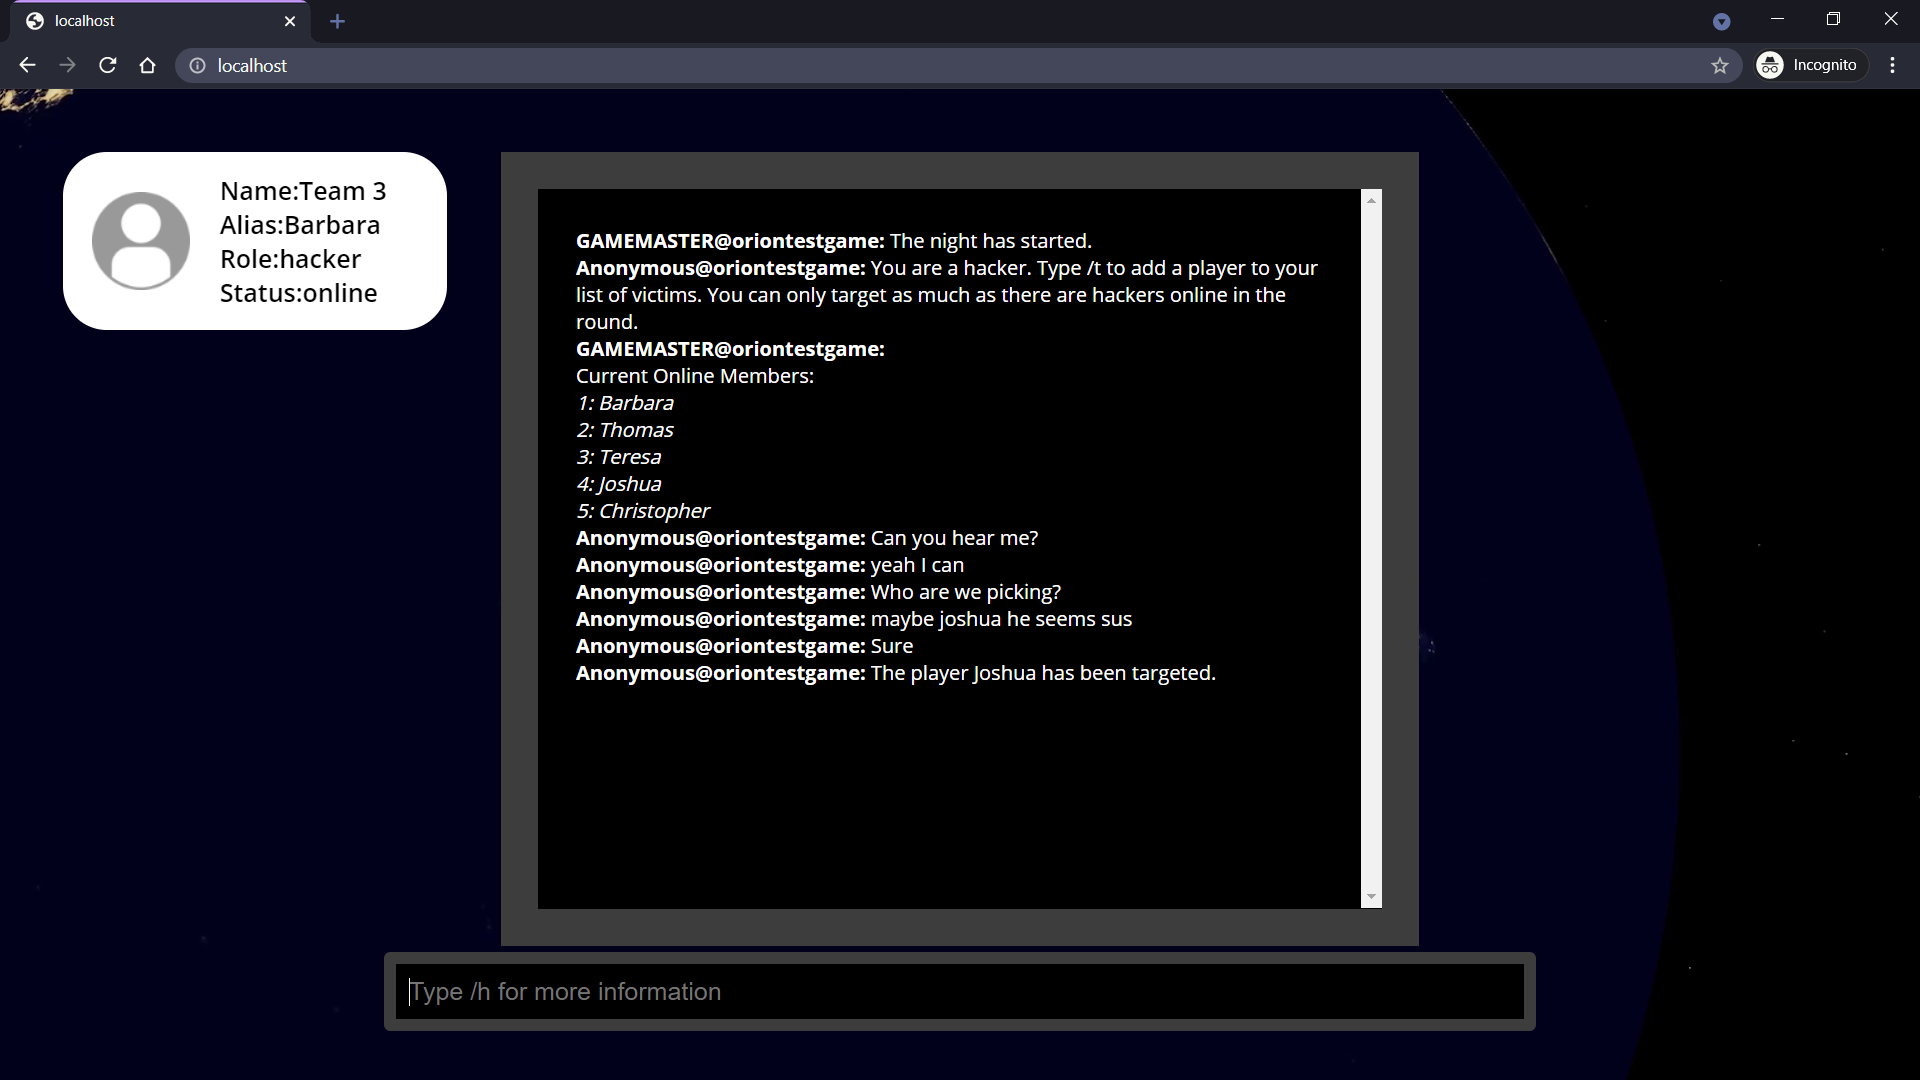 localhost
localhost
Incognito
Name:Team 3
Alias:Barbara
Role:hacker
Status:online
GAMEMASTER@oriontestgame: The night has started.
Anonymous@oriontestgame: You are a hacker. Type /t to add a player to your
list of victims. You can only target as much as there are hackers online in the
round.
GAMEMASTER@oriontestgame:
Current Online Members:
1: Barbara
2: Thomas
3: Teresa
4: Joshua
5: Christopher
Anonymous@oriontestgame: Can you hear me?
Anonymous@oriontestgame: yeah I can
Anonymous@oriontestgame: Who are we picking?
Anonymous@oriontestgame: maybe joshua he seems sus
Anonymous@oriontestgame: Sure
Anonymous@oriontestgame: The player Joshua has been targeted.
Type /h for more information